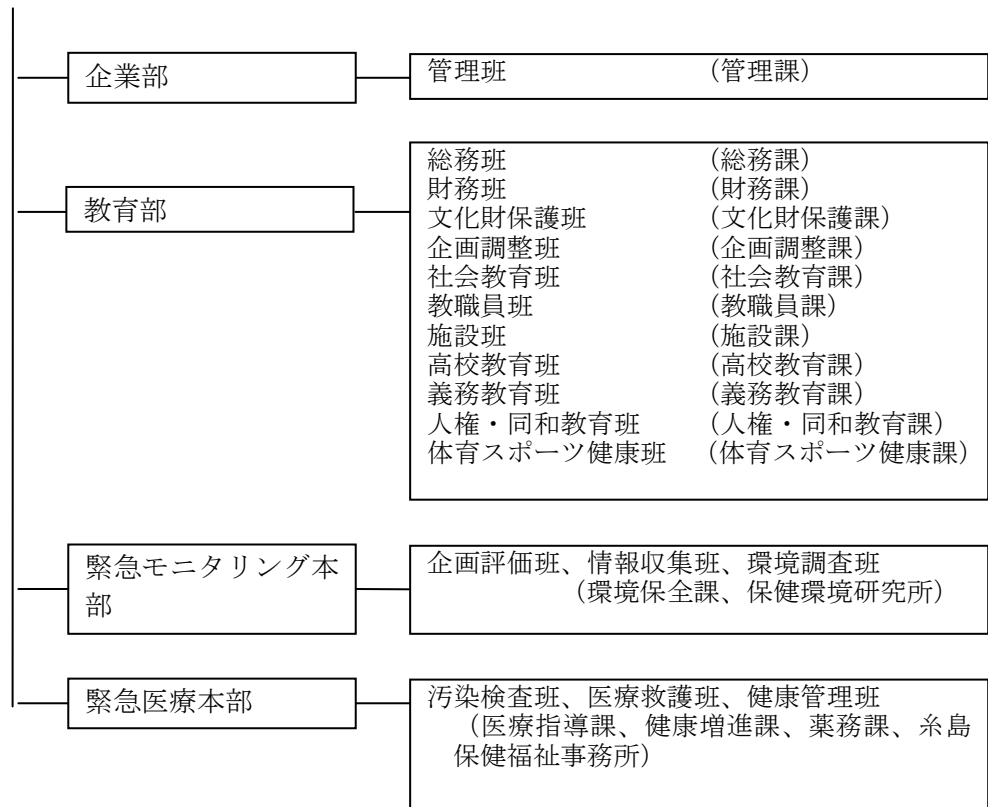 企業部
管理班 （管理課）
教育部
総務班 （総務課）
財務班 （財務課）
文化財保護班 （文化財保護課）
企画調整班 （企画調整課）
社会教育班 （社会教育課）
教職員班 （教職員課）
施設班 （施設課）
高校教育班 （高校教育課）
義務教育班 （義務教育課）
人権・同和教育班 （人権・同和教育課）
体育スポーツ健康班 （体育スポーツ健康課）
緊急モニタリング本
部
企画評価班、情報収集班、環境調査班
（環境保全課、保健環境研究所）
緊急医療本部
汚染検査班、医療救護班、健康管理班
（医療指導課、健康増進課、薬務課、糸島
保健福祉事務所）